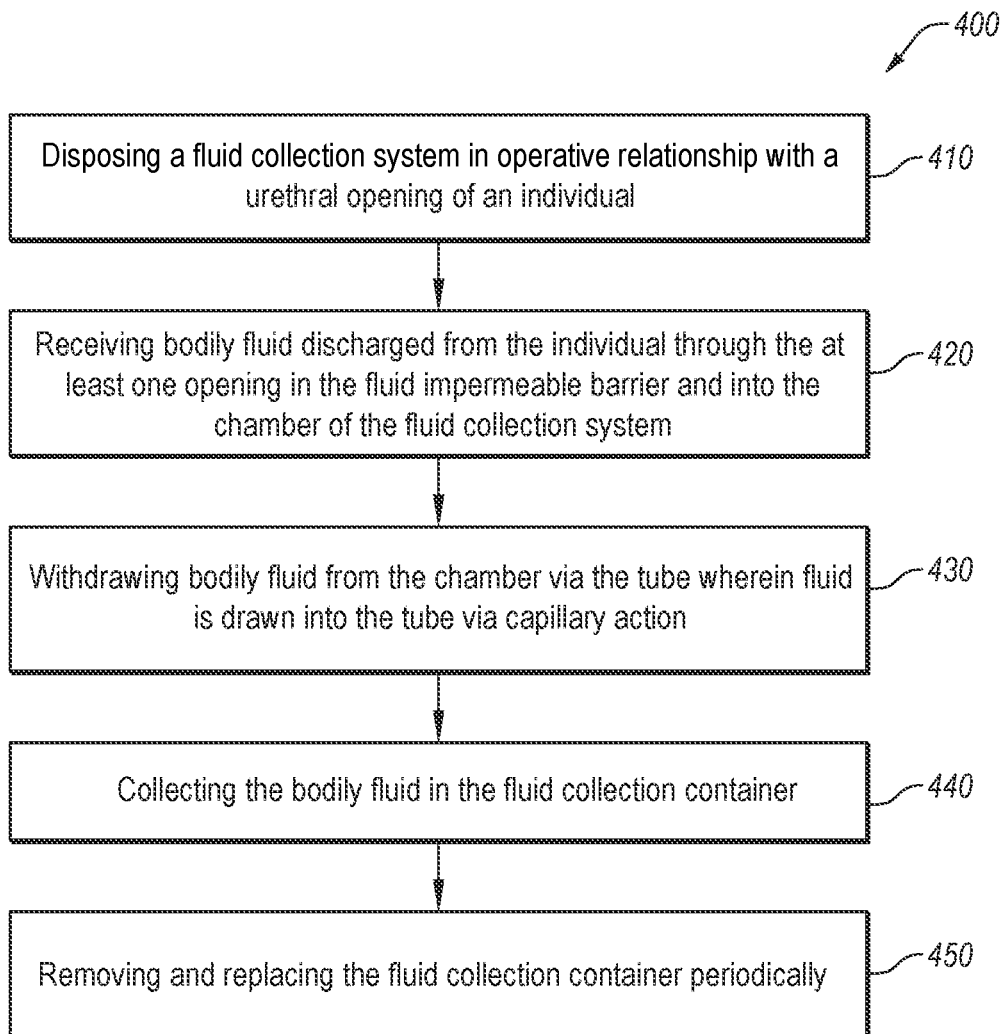 400
Disposing a fluid collection system in operative relationship with a
urethral opening of an individual
410
Receiving bodily fluid discharged from the individual through the at
least one opening in the fluid impermeable barrier and into the
chamber of the fluid collection system
420
Withdrawing bodily fluid from the chamber via the tube wherein fluid
is drawn into the tube via capillary action
430
Collecting the bodily fluid in the fluid collection container
440
Removing and replacing the fluid collection container periodically
450